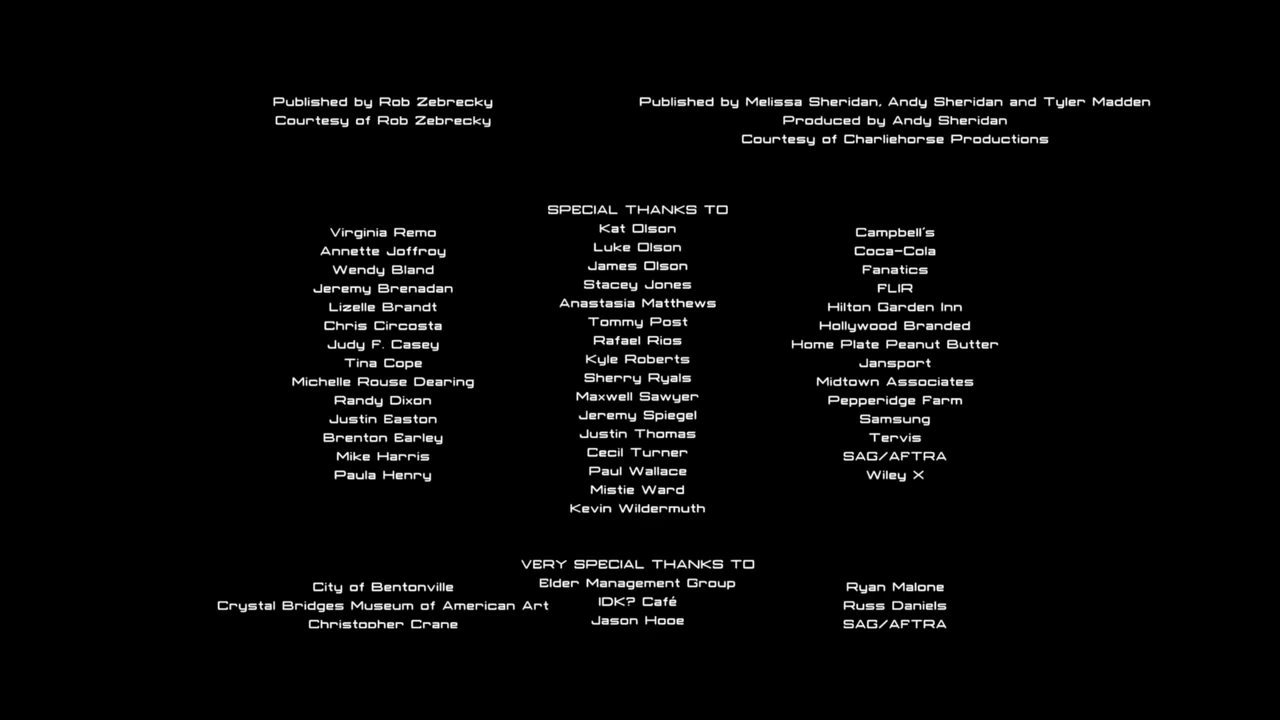 Published by Rob Zebrecky
Courtesy of Rob Zebrecky
Published by Melissa Sheridan, Andy Sheridan and Tyler Madden
Produced by Andy Sheridan
Courtesy of Charliehorse Productions
SPECIAL THANKS TO
Virginia Remo
Annette Joffroy
Wendy Bland
Jeremy Brenadan
Lizelle Brandt
Chris Circosta
Judy F. Casey
Tina Cope
Michelle Rouse Dearing
Randy Dixon
Justin Easton
Brenton Earley
Mike Harris
Paula Henry
Kat Olson
Luke Olson
James Olson
Stacey Jones
Anastasia Matthews
Tommy Post
Rafael Rios
Kyle Roberts
Sherry Ryals
Maxwell Sawyer
Jeremy Spiegel
Justin Thomas
Cecil Turner
Paul Wallace
Mistie Ward
Kevin Wildermuth
Campbell's
Coca-Cola
Fanatics
FLIR
Hilton Garden Inn
Hollywood Branded
Home Plate Peanut Butter
Jansport
Midtown Associates
Pepperidge Farm
Samsung
Tervis
SAG/AFTRA
Wiley X
VERY SPECIAL THANKS TO
City of Bentonville
Crystal Bridges Museum of American Art
Christopher Crane
Elder Management Group
IDK? Café
Jason Hooe
Ryan Malone
Russ Daniels
SAG/AFTRA